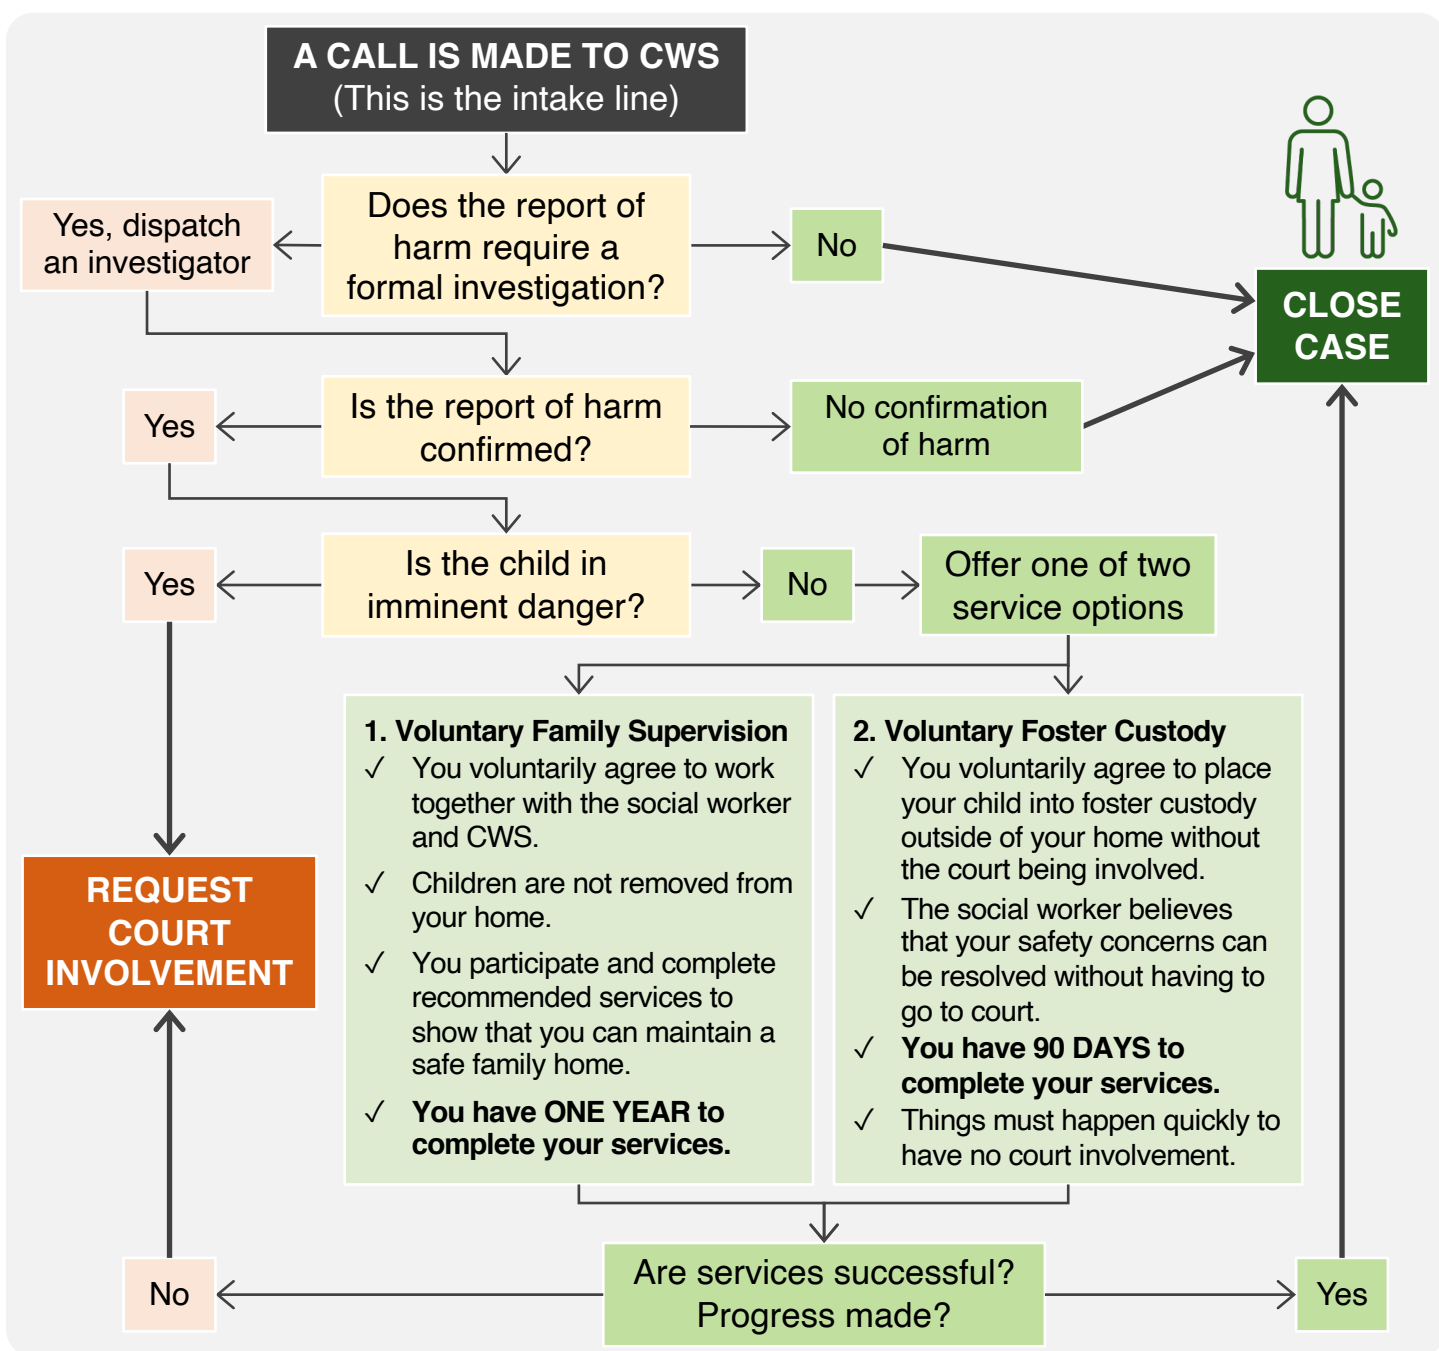 A CALL IS MADE TO CWS
(This is the intake line)
Does the report of
harm require a
formal investigation?
Yes, dispatch
an investigator
No
CLOSE
CASE
Is the report of harm
confirmed?
Yes
No confirmation
of harm
Is the child in
imminent danger?
Yes
No
Offer one of two
service options
1. Voluntary Family Supervision
✓ You voluntarily agree to work
together with the social worker
and CWS.
✓ Children are not removed from
your home.
✓ You participate and complete
recommended services to
show that you can maintain a
safe family home.
✓ You have ONE YEAR to
complete your services.
2. Voluntary Foster Custody
✓ You voluntarily agree to place
your child into foster custody
outside of your home without
the court being involved.
✓ The social worker believes
that your safety concerns can
be resolved without having to
go to court.
✓ You have 90 DAYS to
complete your services.
✓ Things must happen quickly to
have no court involvement.
REQUEST
COURT
INVOLVEMENT
Are services successful?
Progress made?
No
Yes